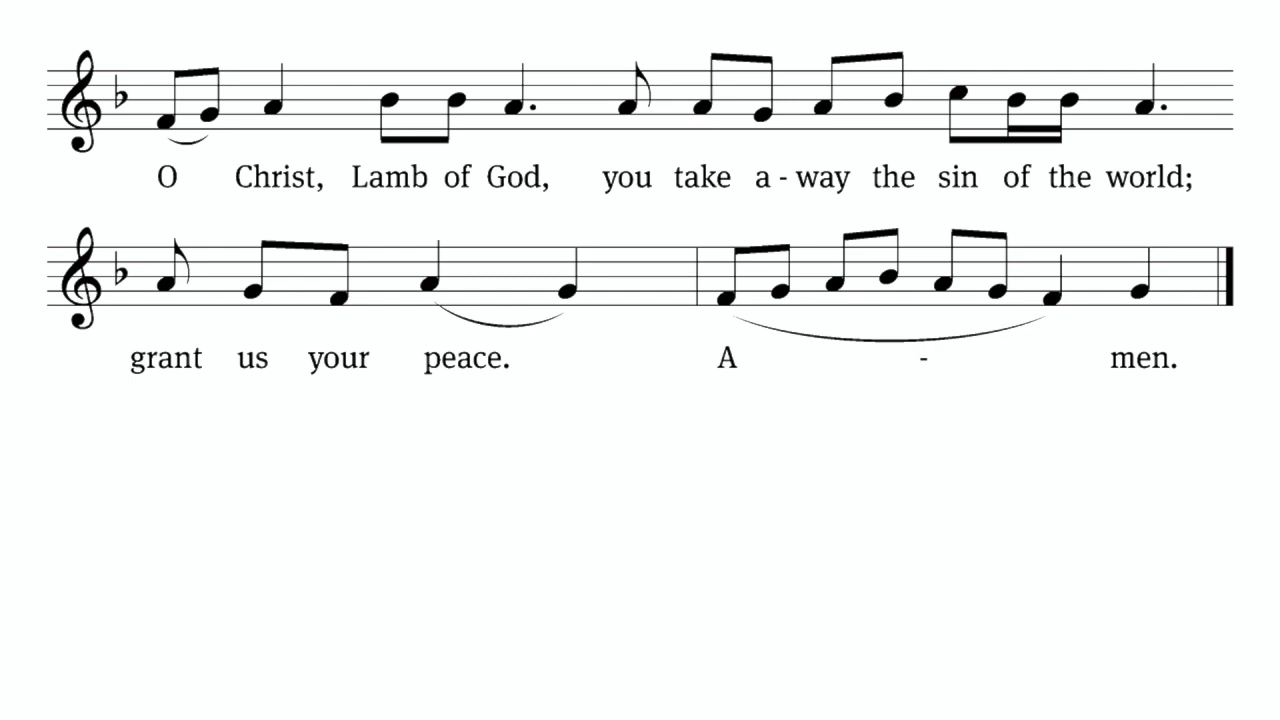 O Christ, Lamb of God, you take a - way the sin of the world;
grant us your peace. A - men.